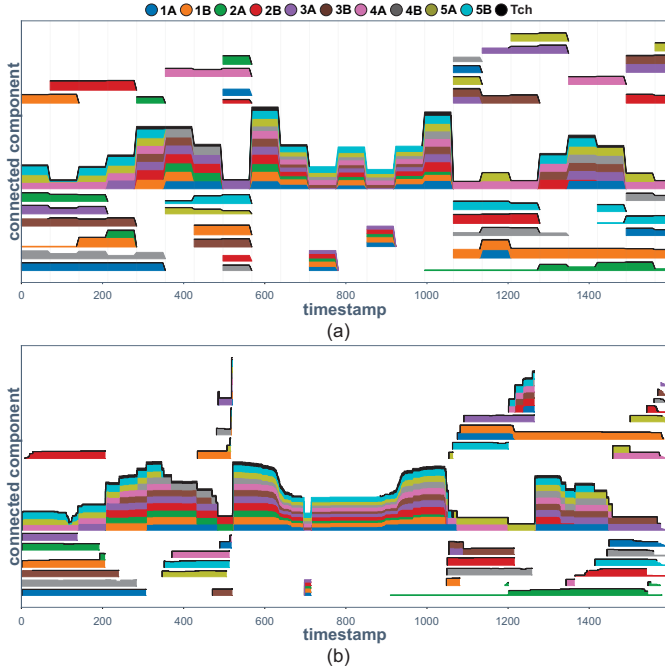 1A 1B 2A 2B 3A 3B 4A 4B 5A 5B Tch
connected component
0 200 400 600 800 1000 1200 1400
timestamp
(a)
connected component
0 200 400 600 800 1000 1200 1400
timestamp
(b)